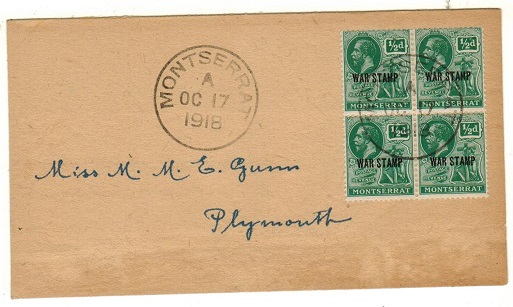 MONTSERRAT
A
OC 17
1918
½d
WAR STAMP
MONTSERRAT
½d
WAR STAMP
MONTSERRAT
½d
WAR STAMP
MONTSERRAT
½d
WAR STAMP
MONTSERRAT
Miss M. M. E. Gunn
Plymouth